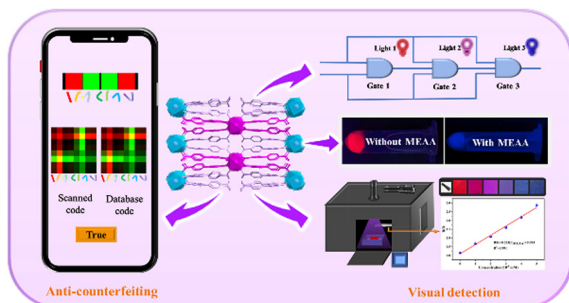 Light 1
Light 2
Light 3
Gate 1
Gate 2
Gate 3
Without MEAA
With MEAA
Scanned
code
Database
code
True
Anti-counterfeiting
Visual detection